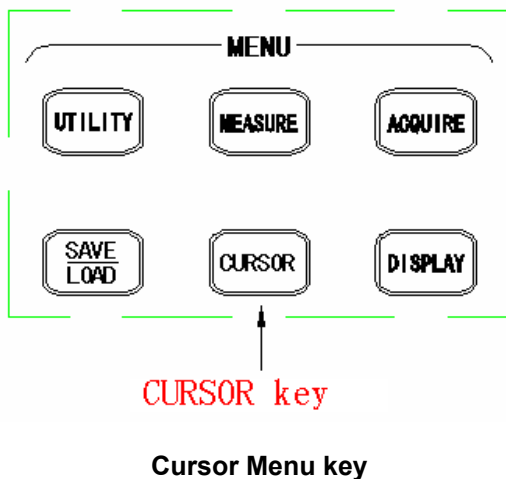 MENU
UTILITY MEASURE ACQUIRE
SAVE
LOAD
CURSOR DISPLAY
CURSOR key
Cursor Menu key